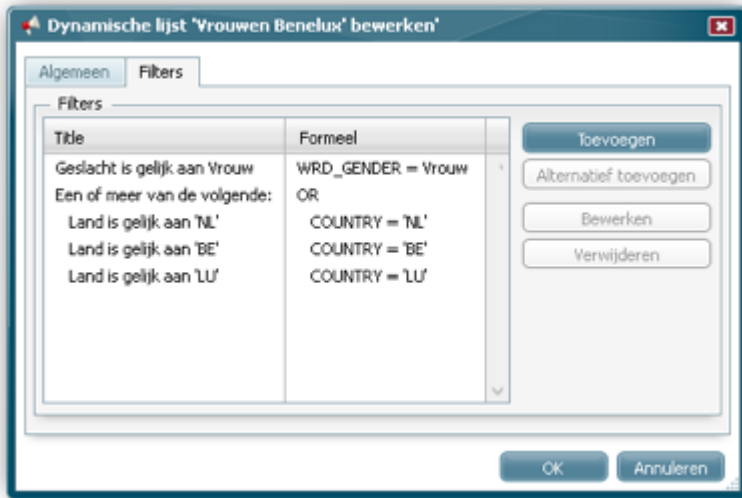 Dynamische lijst 'Vrouwen Benelux' bewerken'
Algemeen Filters
Filters
Title Formeel
Geslacht is gelijk aan Vrouw WRD_GENDER = Vrouw
Een of meer van de volgende: OR
Land is gelijk aan 'NL' COUNTRY = 'NL'
Land is gelijk aan 'BE' COUNTRY = 'BE'
Land is gelijk aan 'LU' COUNTRY = 'LU'
Toevoegen
Alternatief toevoegen
Bewerken
Verwijderen
OK Annuleren